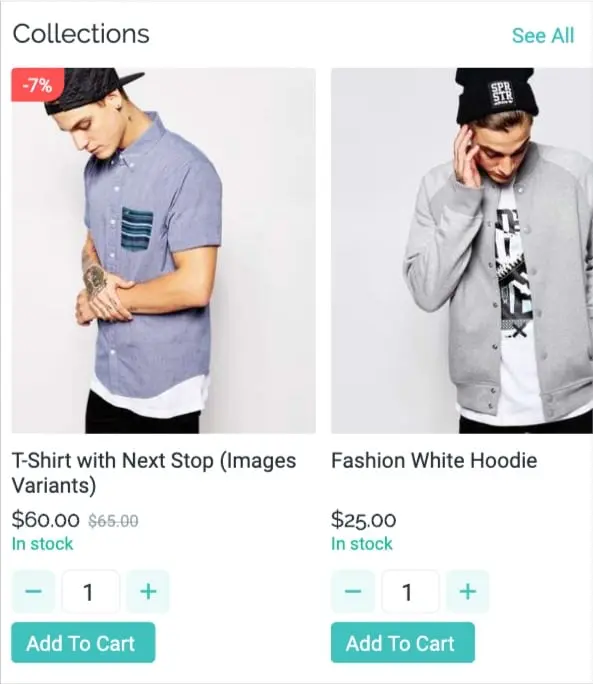 Collections
See All
-7%
SPR
STR
T-Shirt with Next Stop (Images
Variants)
Fashion White Hoodie
$60.00 $65.00
$25.00
In stock
In stock
− 1 +
− 1 +
Add To Cart
Add To Cart